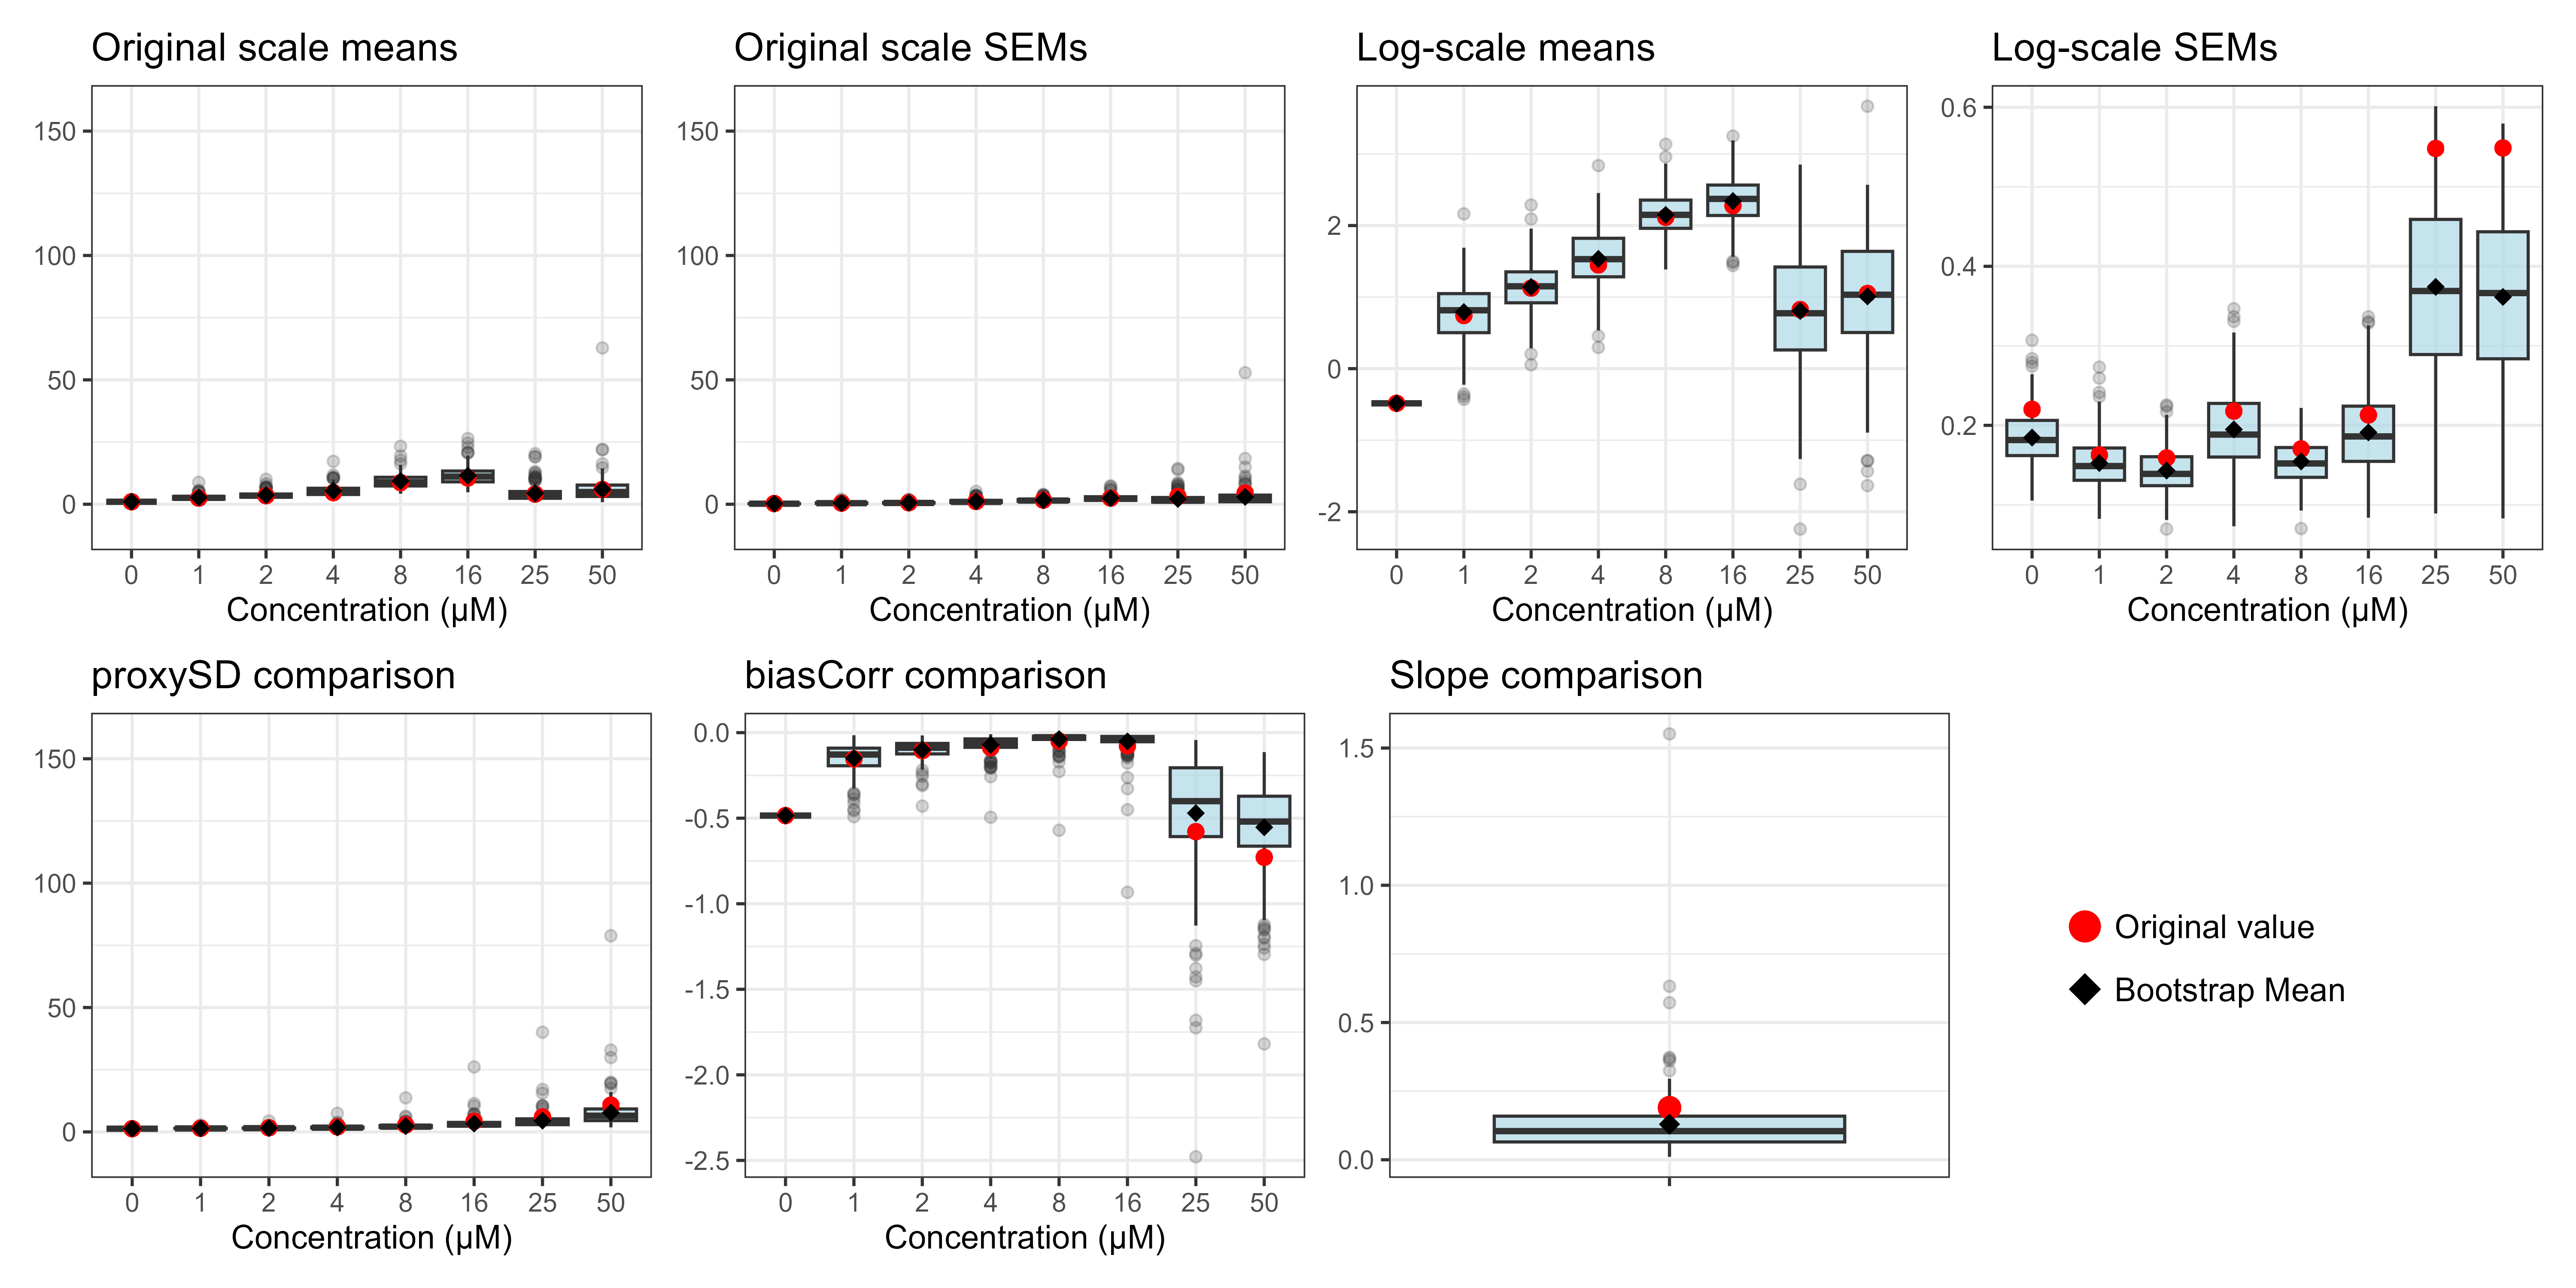 Original scale means
Original scale SEMs
Log-scale means
Log-scale SEMs
150
100
50
0
0 1 2 4 8 16 25 50
Concentration (µM)
150
100
50
0
0 1 2 4 8 16 25 50
Concentration (µM)
2
0
-2
0 1 2 4 8 16 25 50
Concentration (µM)
0.6
0.4
0.2
0 1 2 4 8 16 25 50
Concentration (µM)
proxySD comparison
biasCorr comparison
Slope comparison
150
100
50
0
0 1 2 4 8 16 25 50
Concentration (µM)
0.0
-0.5
-1.0
-1.5
-2.0
-2.5
0 1 2 4 8 16 25 50
Concentration (µM)
1.5
1.0
0.5
0.0
Original value
Bootstrap Mean